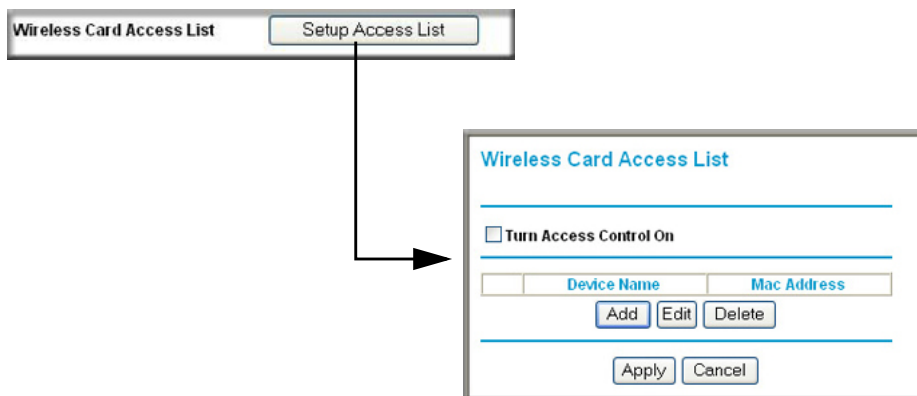 Wireless Card Access List Setup Access List
Wireless Card Access List
Turn Access Control On
Device Name Mac Address
Add Edit Delete
Apply Cancel